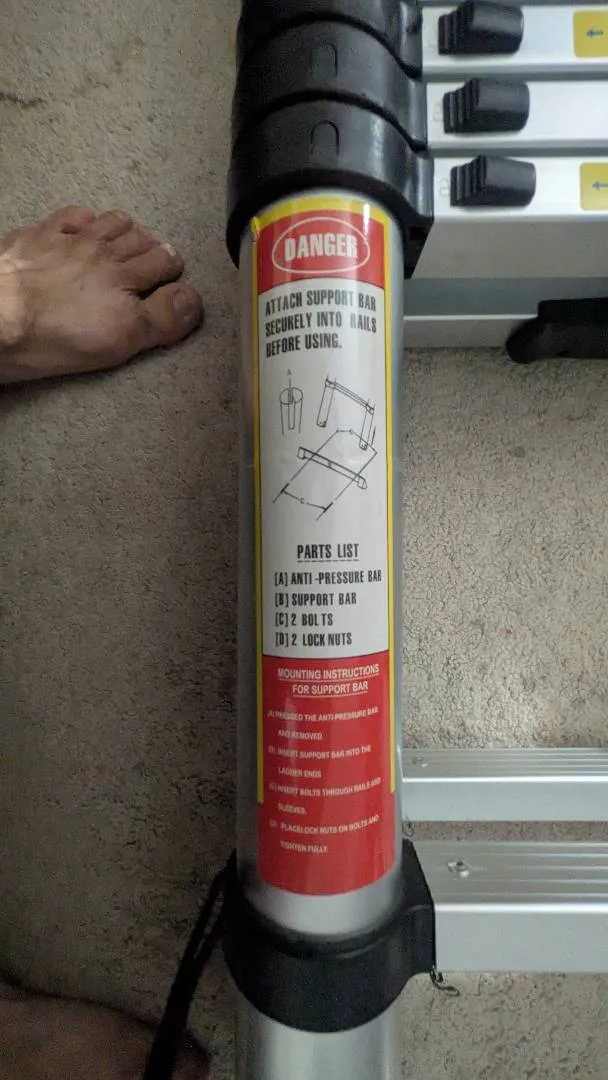 DANGER
ATTACH SUPPORT BAR
SECURELY INTO RAILS
BEFORE USING.
A
C
PARTS LIST
[A] ANTI-PRESSURE BAR
[B] SUPPORT BAR
[C] 2 BOLTS
[D] 2 LOCK NUTS
MOUNTING INSTRUCTIONS
FOR SUPPORT BAR
(A) PRESSED THE ANTI-PRESSURE BAR
AND REMOVED
(B) INSERT SUPPORT BAR INTO THE
LADDER ENDS
(C) INSERT BOLTS THROUGH RAILS AND
SLEEVES.
(D) PLAGELOCK NUTS ON BOLTS AND
TIGHTEN FULLY.